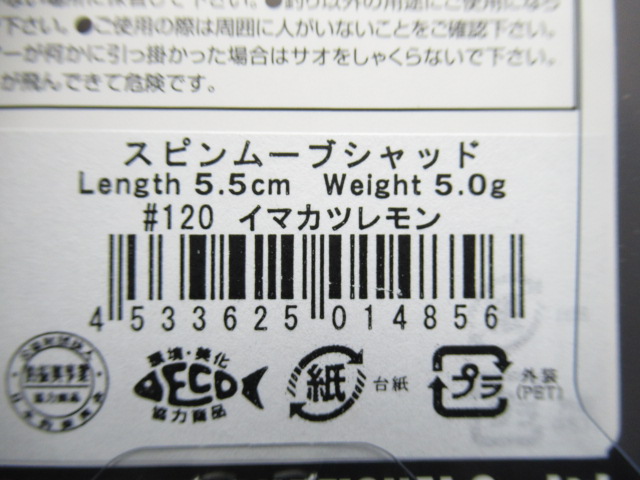 下さい。●ご使用の際は周囲に人がいないことをご確認下さい。
が何かに引っ掛かった場合はサオをしゃくらないで下さい。
が飛んできて危険です。
スピンムーブシャッド
Length 5.5cm Weight 5.0g
#120 イマカツレモン
4 533625 014856
環境・美化
ECO
協力商品
紙
台紙
プラ
外袋
(PET)